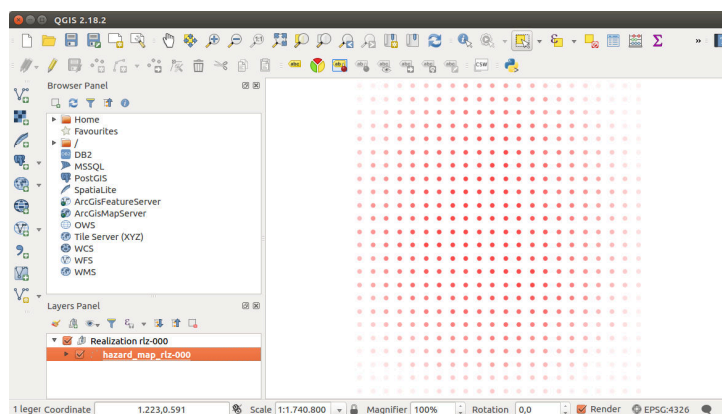 QGIS 2.18.2
»
abc
CSW
Browser Panel
Home
Favourites
/
DB2
MSSQL
PostGIS
SpatiaLite
ArcGisFeatureServer
ArcGisMapServer
OWS
Tile Server (XYZ)
WCS
WFS
WMS
Layers Panel
Realization rlz-000
hazard_map_rlz-000
1 leger Coordinate 1.223,0.591 Scale 1:1.740.800 Magnifier 100% Rotation 0,0 Render EPSG:4326